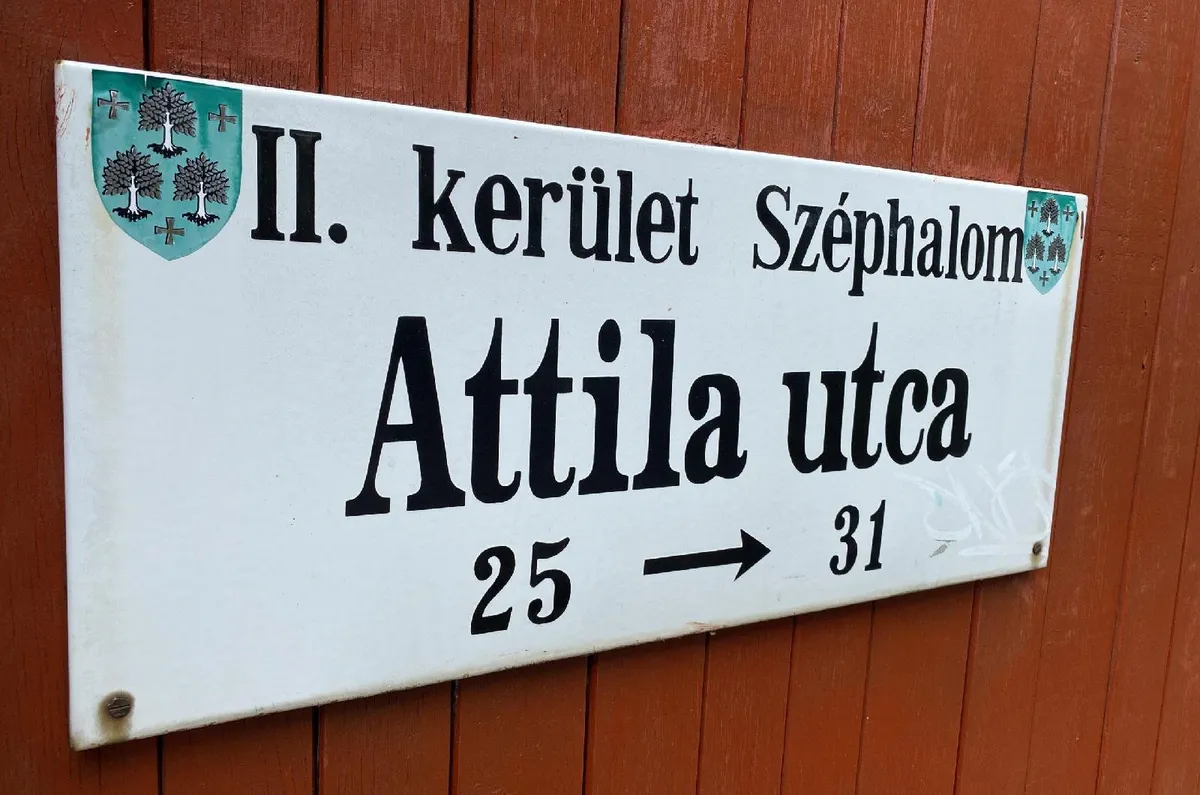 II. kerület Széphalom
Attila utca
25 → 31